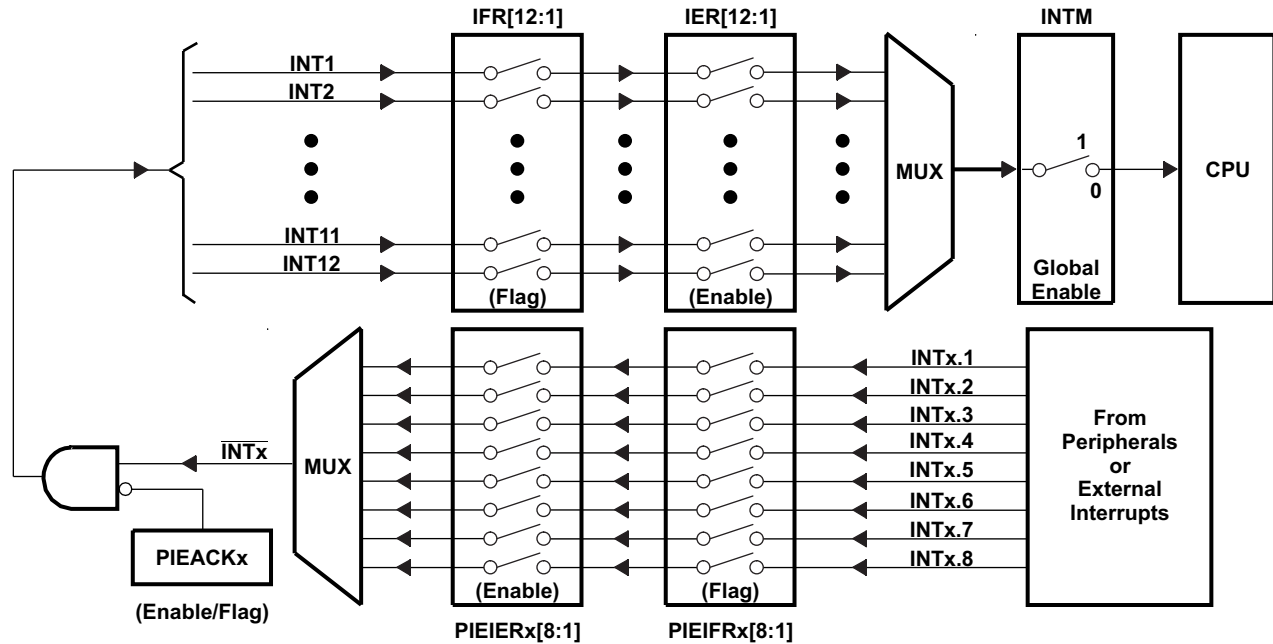 IFR[12:1]
IER[12:1]
INTM
INT1
INT2
INT11
INT12
(Flag)
(Enable)
MUX
1
0
Global
Enable
CPU
INTx.1
INTx.2
INTx.3
INTx.4
INTx.5
INTx.6
INTx.7
INTx.8
From
Peripherals
or
External
Interrupts
INTx
MUX
PIEACKx
(Enable/Flag)
(Enable)
(Flag)
PIEIERx[8:1]
PIEIFRx[8:1]